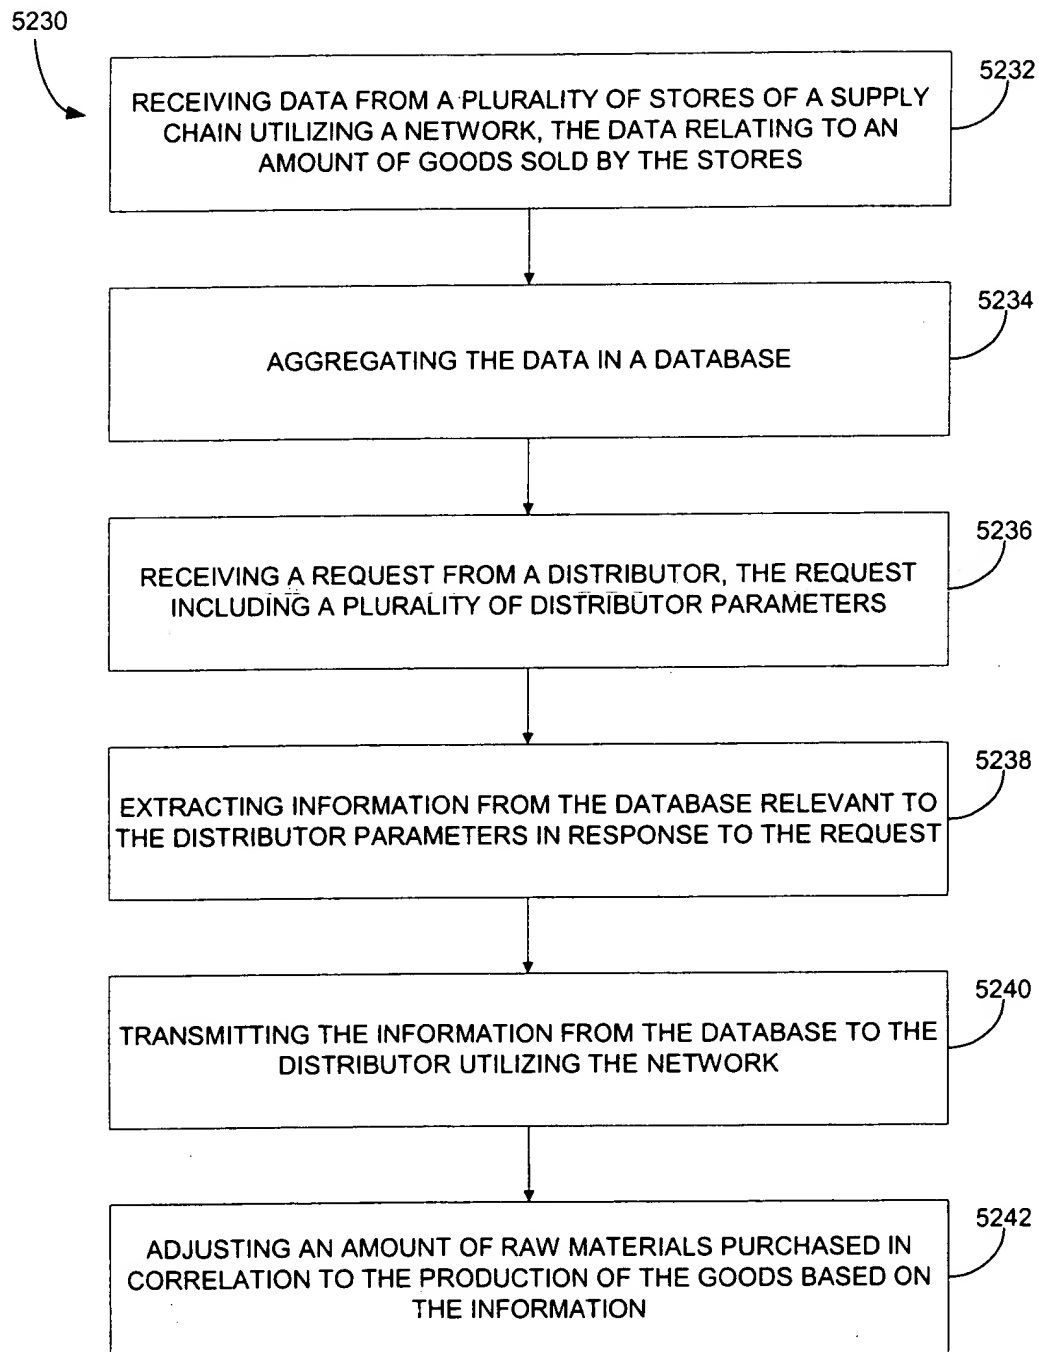 5230
5232
RECEIVING DATA FROM A PLURALITY OF STORES OF A SUPPLY
CHAIN UTILIZING A NETWORK, THE DATA RELATING TO AN
AMOUNT OF GOODS SOLD BY THE STORES
5234
AGGREGATING THE DATA IN A DATABASE
5236
RECEIVING A REQUEST FROM A DISTRIBUTOR, THE REQUEST
INCLUDING A PLURALITY OF DISTRIBUTOR PARAMETERS
5238
EXTRACTING INFORMATION FROM THE DATABASE RELEVANT TO
THE DISTRIBUTOR PARAMETERS IN RESPONSE TO THE REQUEST
5240
TRANSMITTING THE INFORMATION FROM THE DATABASE TO THE
DISTRIBUTOR UTILIZING THE NETWORK
5242
ADJUSTING AN AMOUNT OF RAW MATERIALS PURCHASED IN
CORRELATION TO THE PRODUCTION OF THE GOODS BASED ON
THE INFORMATION